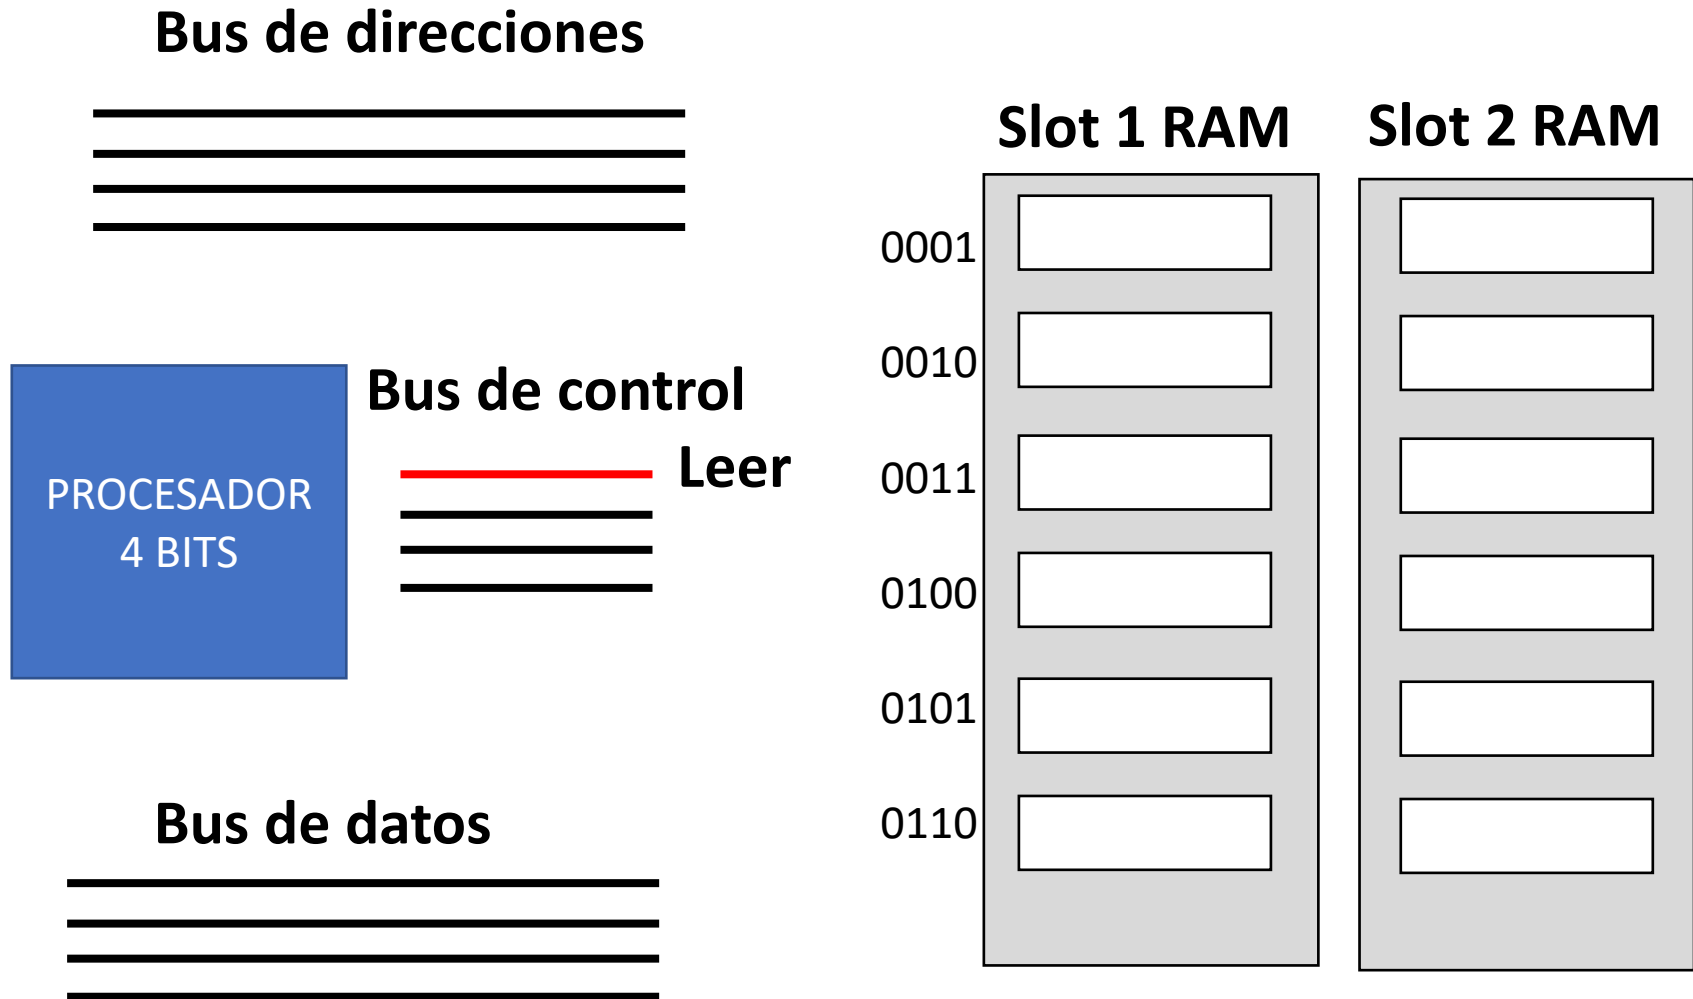 Bus de direcciones
Slot 1 RAM
Slot 2 RAM
0001
0010
0011
0100
0101
0110
Bus de control
Leer
PROCESADOR
4 BITS
Bus de datos